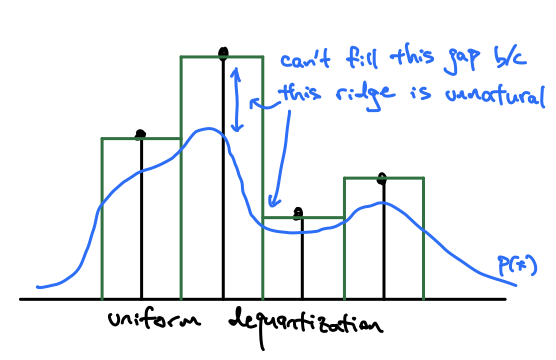 can't fill this gap b/c
this ridge is unnatural
p(x)
uniform dequantization